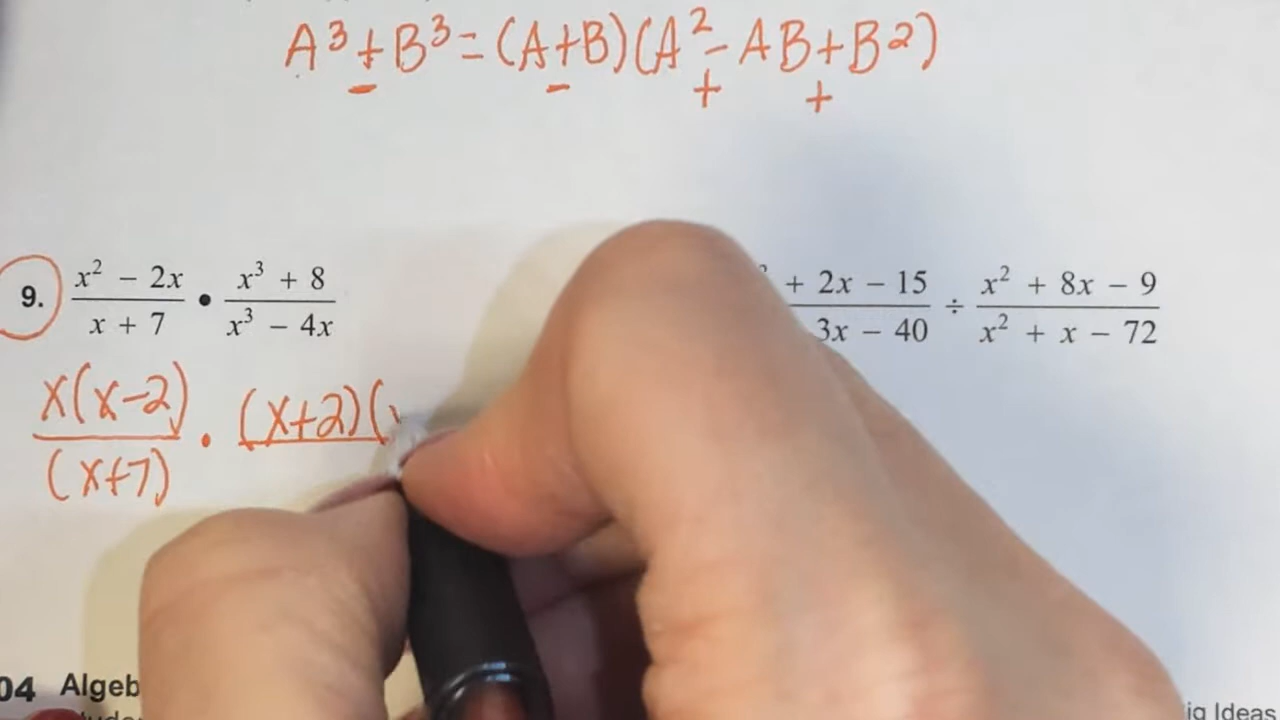 A³ + B³ = (A + B)(A² - AB + B²)
- - + +
9. x² − 2x / x + 7 • x³ + 8 / x³ − 4x
+ 2x − 15 / 3x − 40 ÷ x² + 8x − 9 / x² + x − 72
x(x-2) / (x+7) • (x+2)(
04 Algeb
ig Ideas